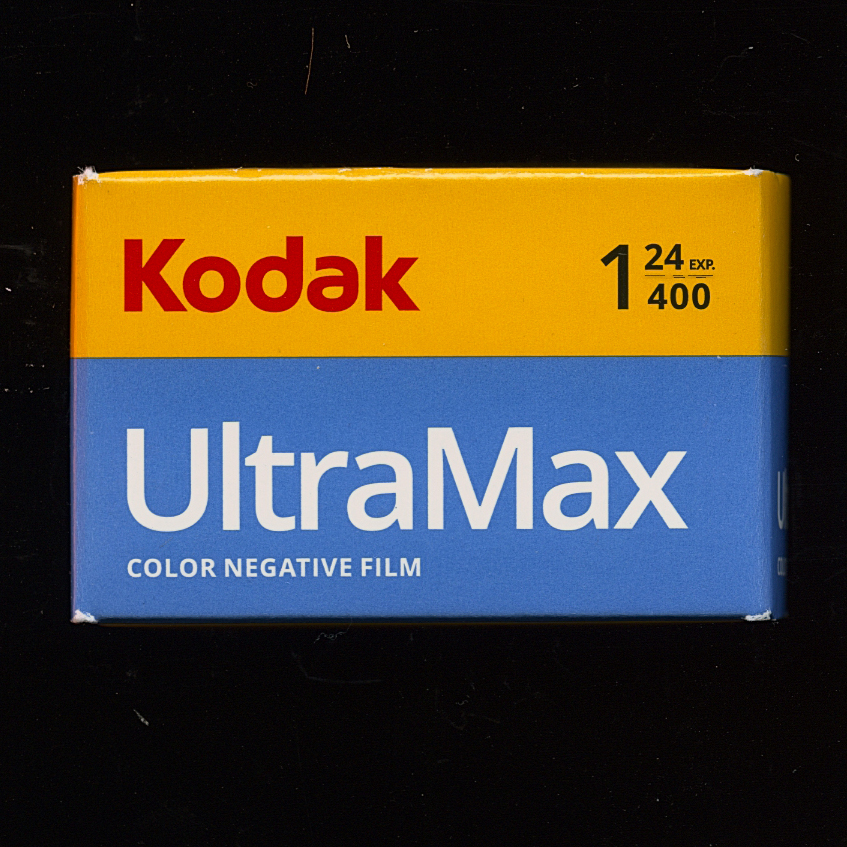 Kodak
1 24 EXP.
400
UltraMax
COLOR NEGATIVE FILM